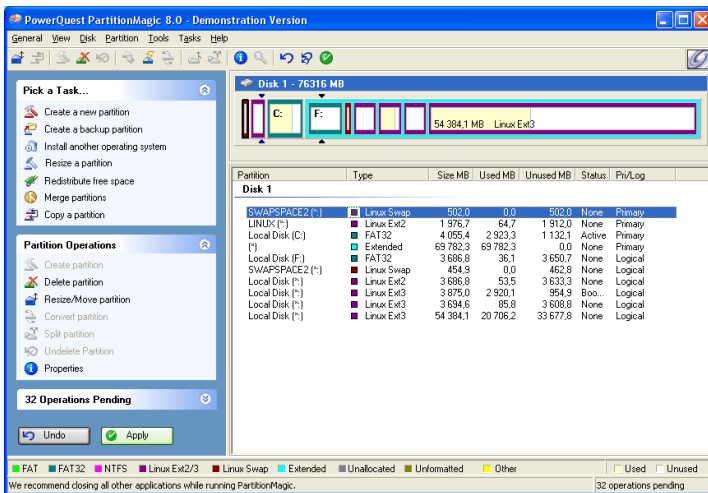 PowerQuest PartitionMagic 8.0 - Demonstration Version
General View Disk Partition Tools Tasks Help
Pick a Task...
Create a new partition
Create a backup partition
Install another operating system
Resize a partition
Redistribute free space
Merge partitions
Copy a partition
Partition Operations
Create partition
Delete partition
Resize/Move partition
Convert partition
Split partition
Undelete Partition
Properties
32 Operations Pending
Undo Apply
Disk 1 - 76316 MB
C: F:
54 384,1 MB Linux Ext3
Partition Type Size MB Used MB Unused MB Status Pri/Log
Disk 1
SWAPSPACE2 (*:) Linux Swap 502,0 0,0 502,0 None Primary
LINUX (*:) Linux Ext2 1 976,7 64,7 1 912,0 None Primary
Local Disk (C:) FAT32 4 055,4 2 923,3 1 132,1 Active Primary
(*) Extended 69 782,3 69 782,3 0,0 None Primary
Local Disk (F:) FAT32 3 686,8 36,1 3 650,7 None Logical
SWAPSPACE2 (*:) Linux Swap 454,9 0,0 462,8 None Logical
Local Disk (*:) Linux Ext2 3 686,8 53,5 3 633,3 None Logical
Local Disk (*:) Linux Ext3 3 875,0 2 920,1 954,9 Boo... Logical
Local Disk (*:) Linux Ext3 3 694,6 85,8 3 608,8 None Logical
Local Disk (*:) Linux Ext3 54 384,1 20 706,2 33 677,8 None Logical
FAT FAT32 NTFS Linux Ext2/3 Linux Swap Extended Unallocated Unformatted Other Used Unused
We recommend closing all other applications while running PartitionMagic. 32 operations pending